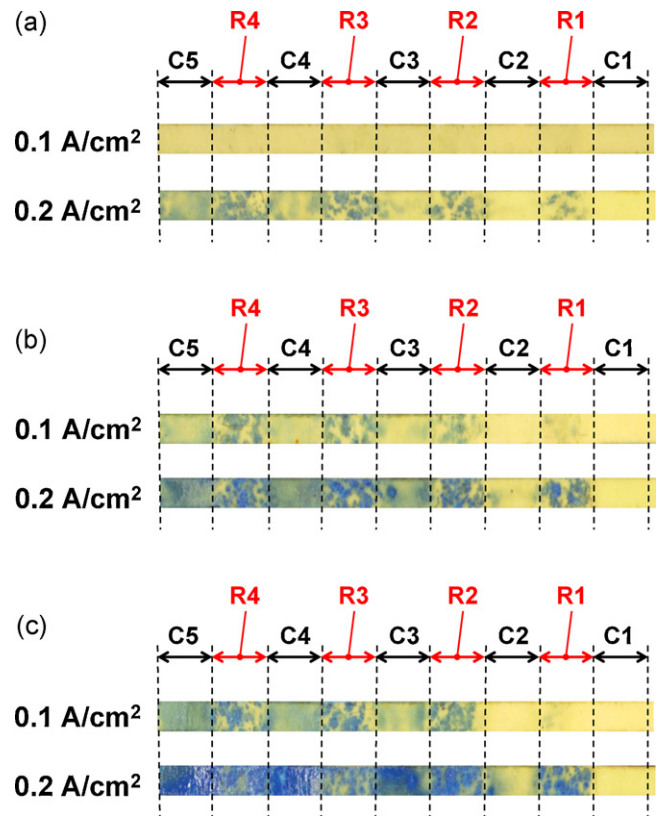 (a)
R4 R3 R2 R1
C5 C4 C3 C2 C1
0.1 A/cm²
0.2 A/cm²
(b)
R4 R3 R2 R1
C5 C4 C3 C2 C1
0.1 A/cm²
0.2 A/cm²
(c)
R4 R3 R2 R1
C5 C4 C3 C2 C1
0.1 A/cm²
0.2 A/cm²